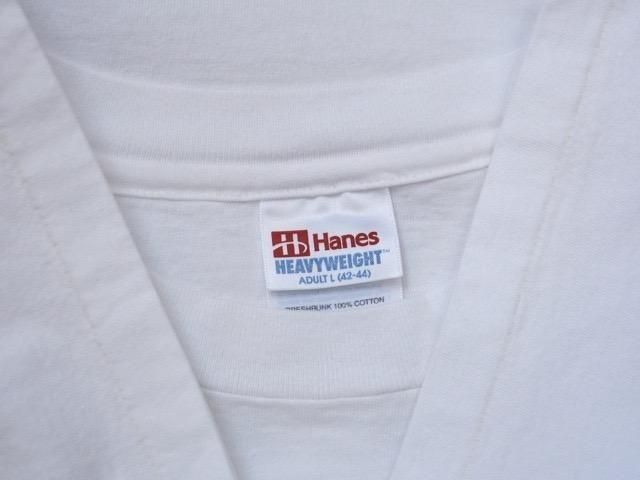 Hanes
HEAVYWEIGHT™
ADULT L (42-44)
PRESHRUNK 100% COTTON